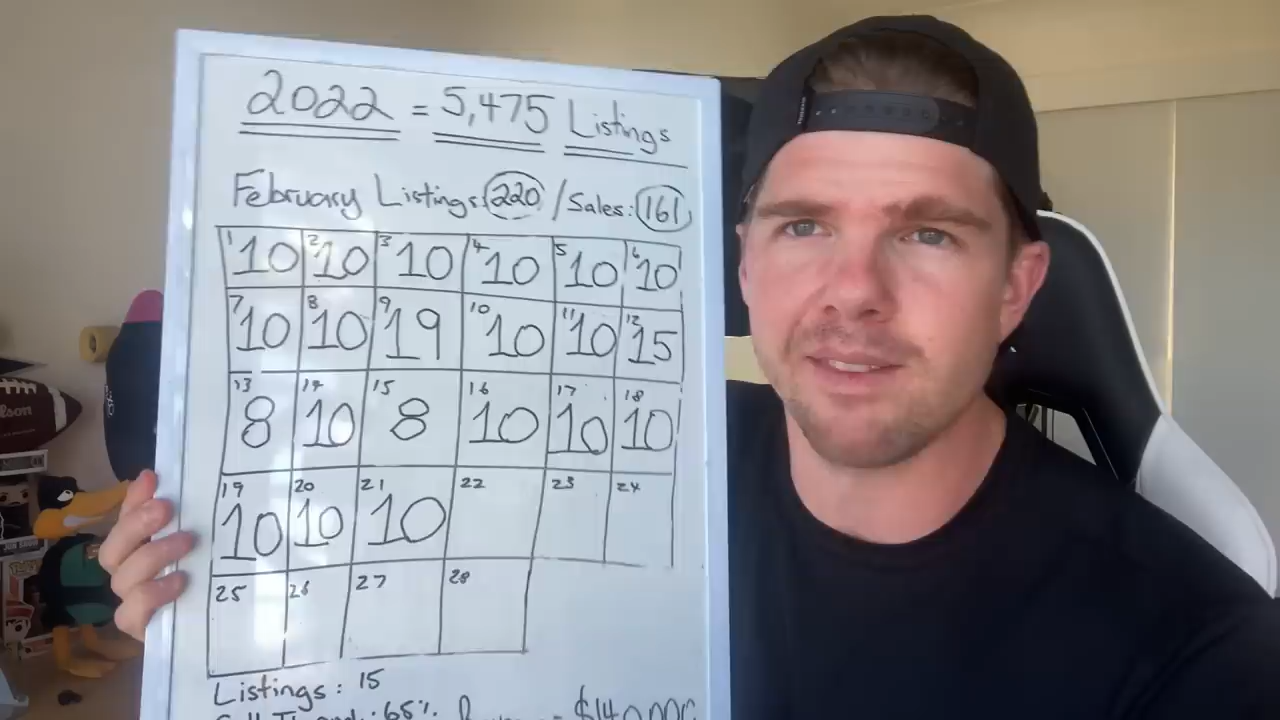 2022 = 5,475 Listings
February Listings: 220 / Sales: 161
1 10 2 10 3 10 4 10 5 10 6 10
7 10 8 10 9 19 10 10 11 10 12 15
13 8 14 10 15 8 16 10 17 10 18 10
19 10 20 10 21 10 22 23 24
25 26 27 28
Listings: 15
65%